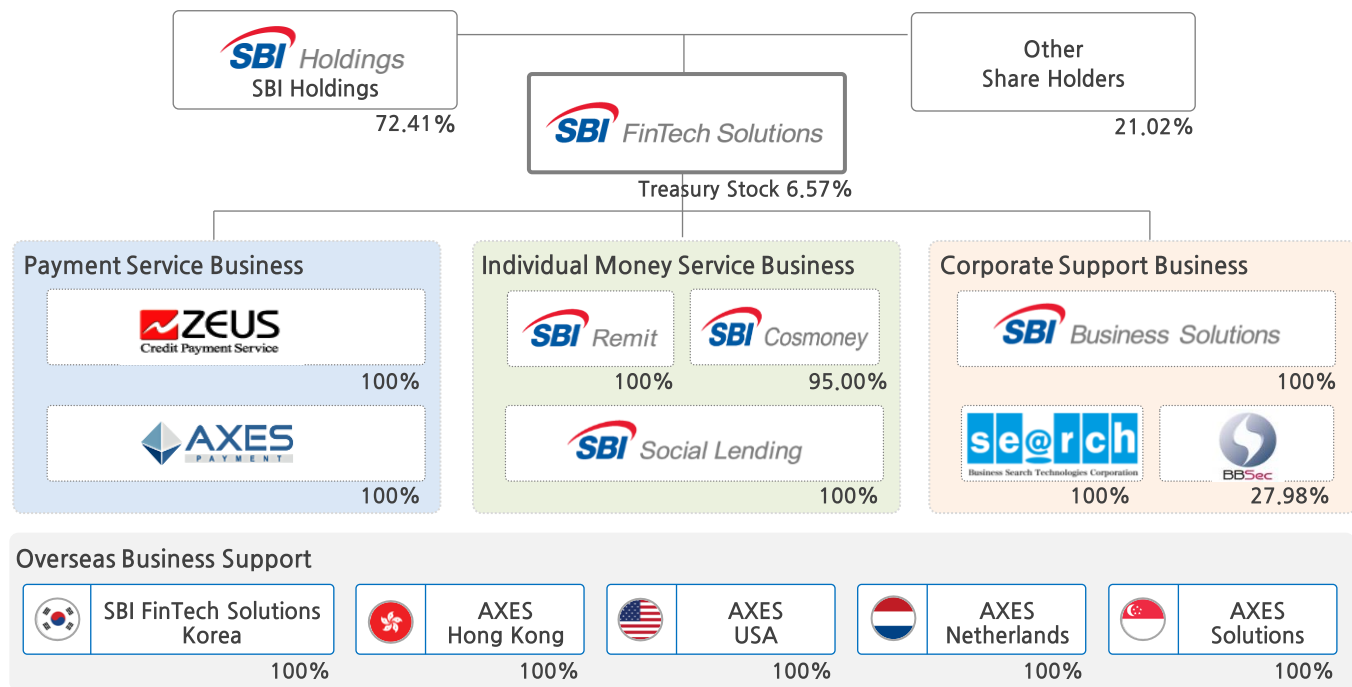 SBI Holdings
SBI Holdings
72.41%
Other
Share Holders
21.02%
SBI FinTech Solutions
Treasury Stock 6.57%
Payment Service Business
ZEUS
Credit Payment Service
100%
AXES
PAYMENT
100%
Individual Money Service Business
SBI Remit
100%
SBI Cosmoney
95.00%
SBI Social Lending
100%
Corporate Support Business
SBI Business Solutions
100%
se@rch
Business Search Technologies Corporation
100%
BBSec
27.98%
Overseas Business Support
SBI FinTech Solutions
Korea
100%
AXES
Hong Kong
100%
AXES
USA
100%
AXES
Netherlands
100%
AXES
Solutions
100%